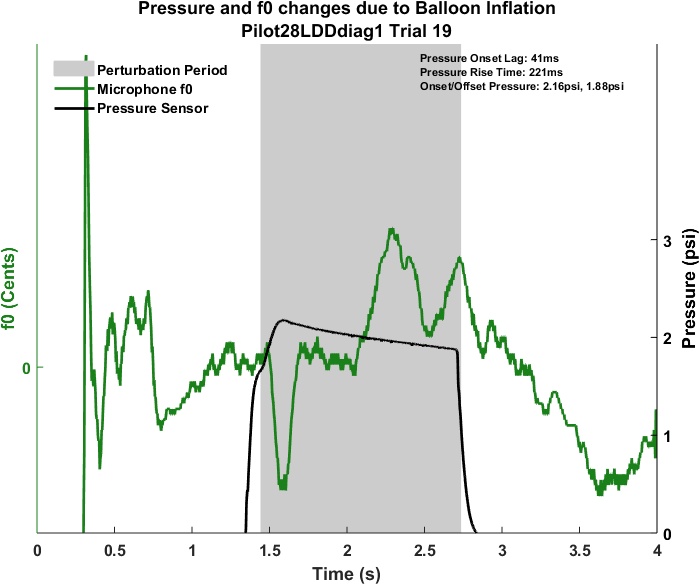 Pressure and f0 changes due to Balloon Inflation
Pilot28LDDdiag1 Trial 19
Perturbation Period
Microphone f0
Pressure Sensor
Pressure Onset Lag: 41ms
Pressure Rise Time: 221ms
Onset/Offset Pressure: 2.16psi, 1.88psi
f0 (Cents)
0
3
2
1
0
Pressure (psi)
0 0.5 1 1.5 2 2.5 3 3.5 4
Time (s)